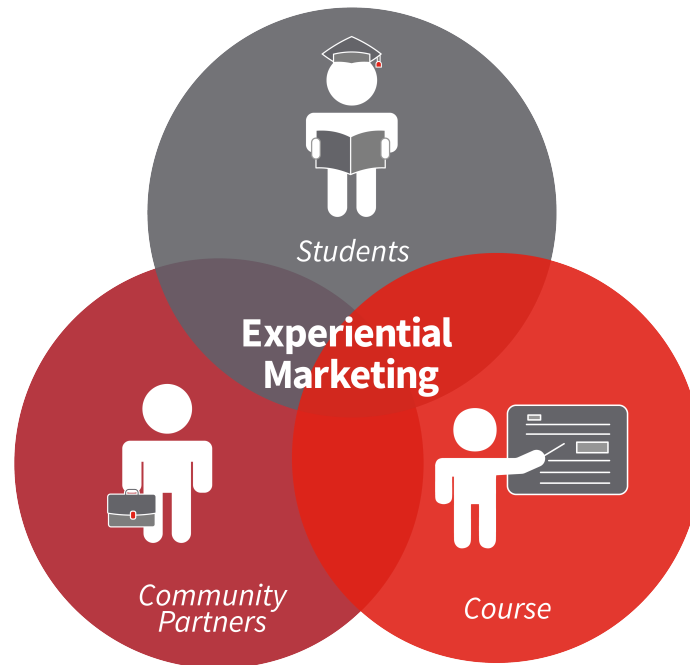 Students
Experiential
Marketing
Community
Partners
Course